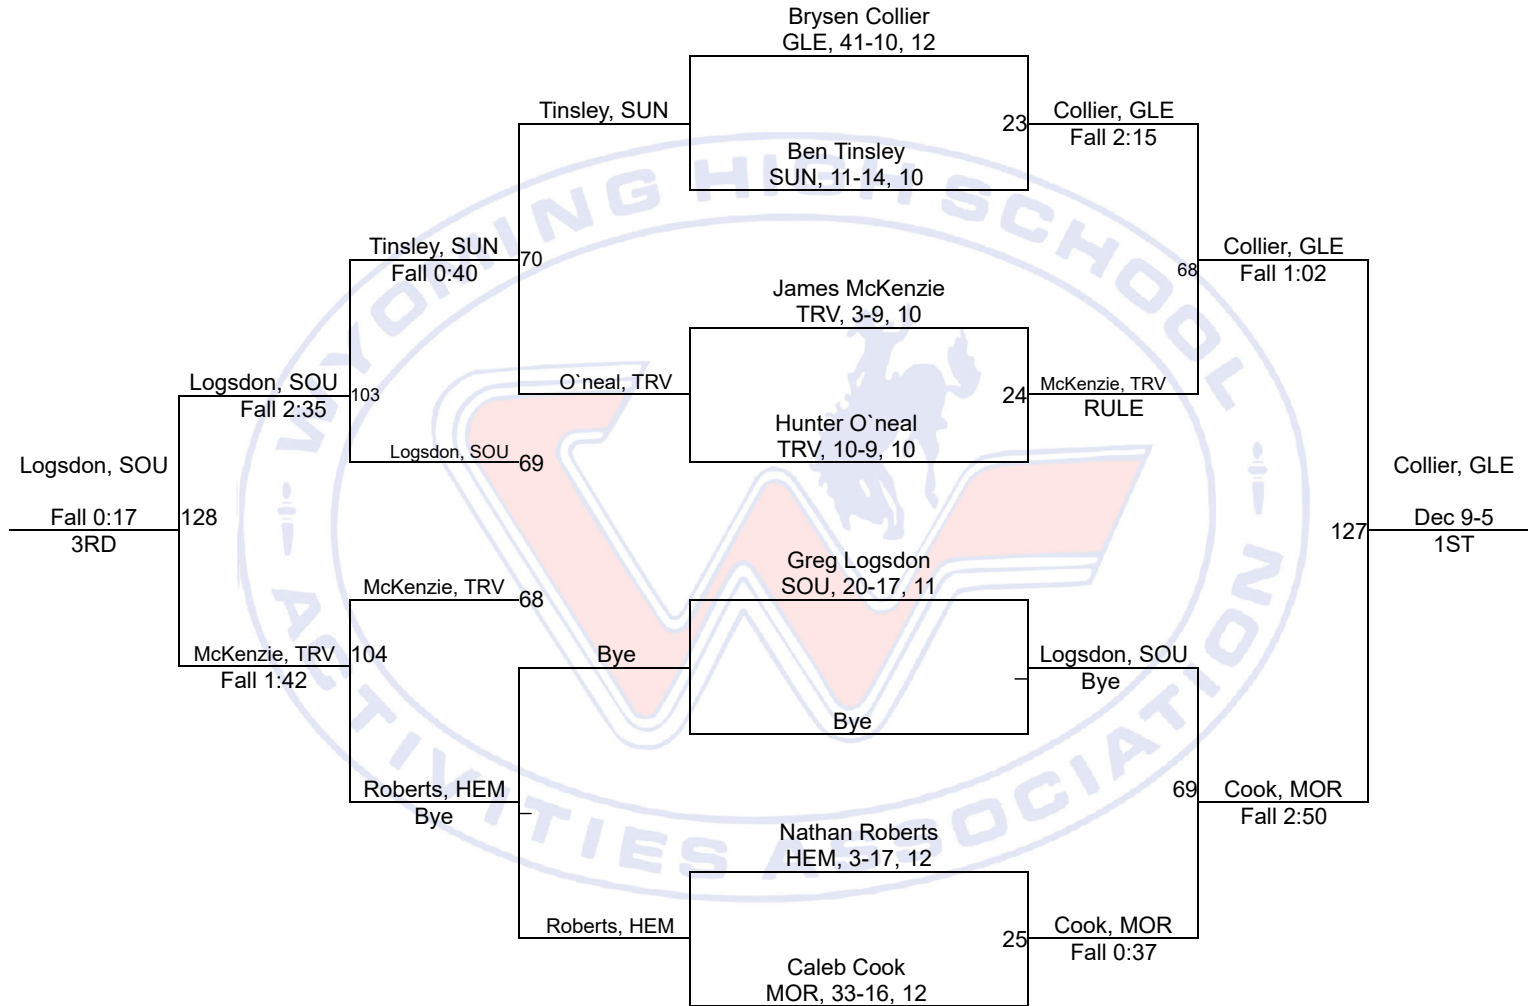 Brysen Collier
GLE, 41-10, 12
Tinsley, SUN
23
Collier, GLE
Fall 2:15
Ben Tinsley
SUN, 11-14, 10
Tinsley, SUN
Fall 0:40
70
Collier, GLE
Fall 1:02
68
James McKenzie
TRV, 3-9, 10
Logsdon, SOU
Fall 2:35
103
O`neal, TRV
24
McKenzie, TRV
RULE
Hunter O`neal
TRV, 10-9, 10
Logsdon, SOU
69
Logsdon, SOU
Fall 0:17
3RD
128
Collier, GLE
127
Dec 9-5
1ST
Greg Logsdon
SOU, 20-17, 11
McKenzie, TRV
68
McKenzie, TRV
Fall 1:42
104
Bye
Logsdon, SOU
Bye
Bye
Roberts, HEM
Bye
69
Cook, MOR
Fall 2:50
Nathan Roberts
HEM, 3-17, 12
Roberts, HEM
25
Cook, MOR
Fall 0:37
Caleb Cook
MOR, 33-16, 12
WYOMING HIGH SCHOOL
ACTIVITIES ASSOCIATION